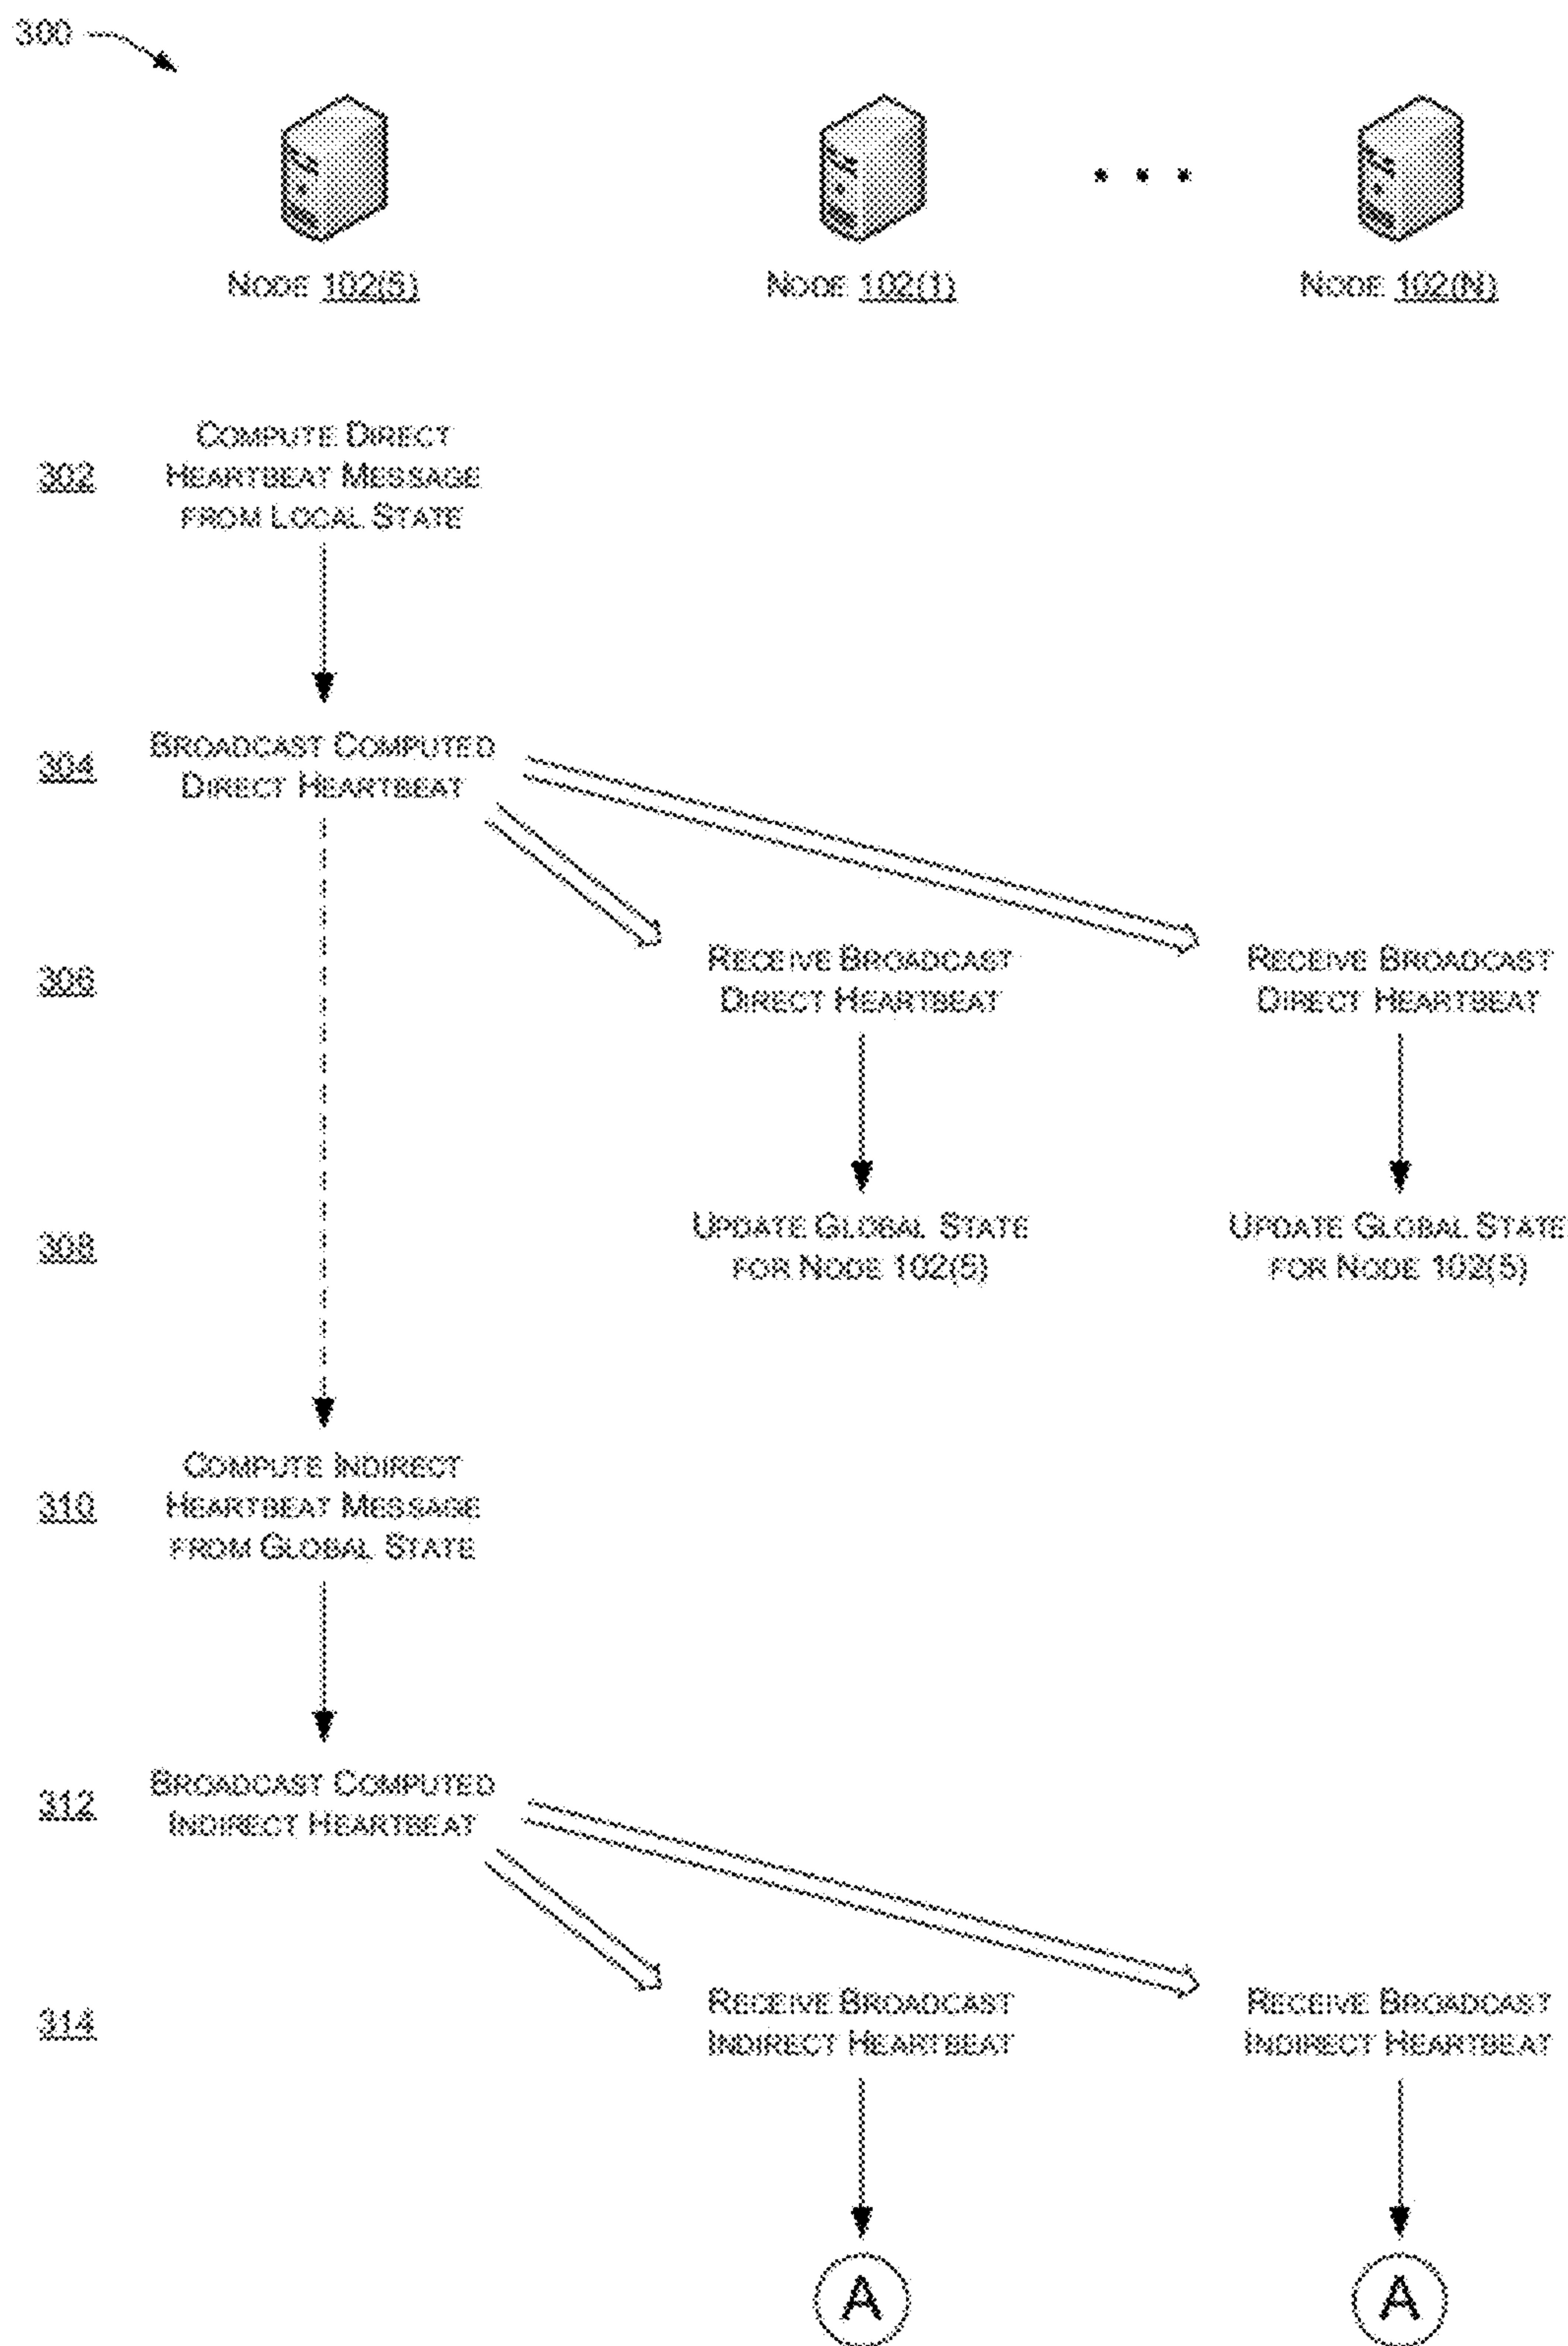 300
NODE 102(5) NODE 102(1) . . . NODE 102(N)
COMPUTE DIRECT
302 HEARTBEAT MESSAGE
FROM LOCAL STATE
BROADCAST COMPUTED
304 DIRECT HEARTBEAT
306 RECEIVE BROADCAST RECEIVE BROADCAST
DIRECT HEARTBEAT DIRECT HEARTBEAT
308 UPDATE GLOBAL STATE UPDATE GLOBAL STATE
FOR NODE 102(5) FOR NODE 102(5)
COMPUTE INDIRECT
310 HEARTBEAT MESSAGE
FROM GLOBAL STATE
BROADCAST COMPUTED
312 INDIRECT HEARTBEAT
314 RECEIVE BROADCAST RECEIVE BROADCAST
INDIRECT HEARTBEAT INDIRECT HEARTBEAT
A A